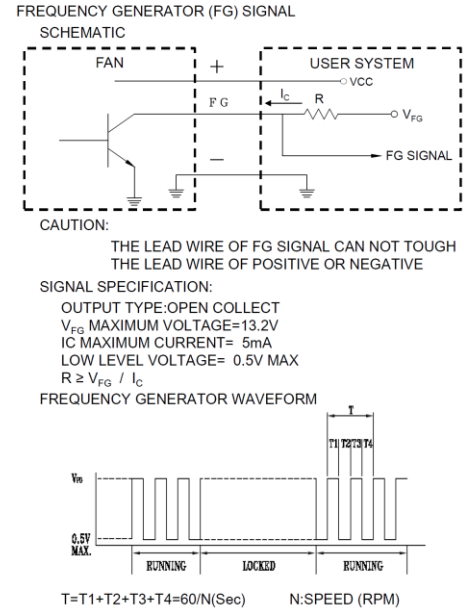 FREQUENCY GENERATOR (FG) SIGNAL
SCHEMATIC
FAN
+
USER SYSTEM
VCC
FG
IC
R
VFG
FG SIGNAL
−
CAUTION:
THE LEAD WIRE OF FG SIGNAL CAN NOT TOUGH
THE LEAD WIRE OF POSITIVE OR NEGATIVE
SIGNAL SPECIFICATION:
OUTPUT TYPE:OPEN COLLECT
VFG MAXIMUM VOLTAGE=13.2V
IC MAXIMUM CURRENT= 5mA
LOW LEVEL VOLTAGE= 0.5V MAX
R ≥ VFG / IC
FREQUENCY GENERATOR WAVEFORM
T
T1 T2 T3 T4
VFG
0.5V
MAX.
RUNNING LOCKED RUNNING
T=T1+T2+T3+T4=60/N(Sec) N:SPEED (RPM)